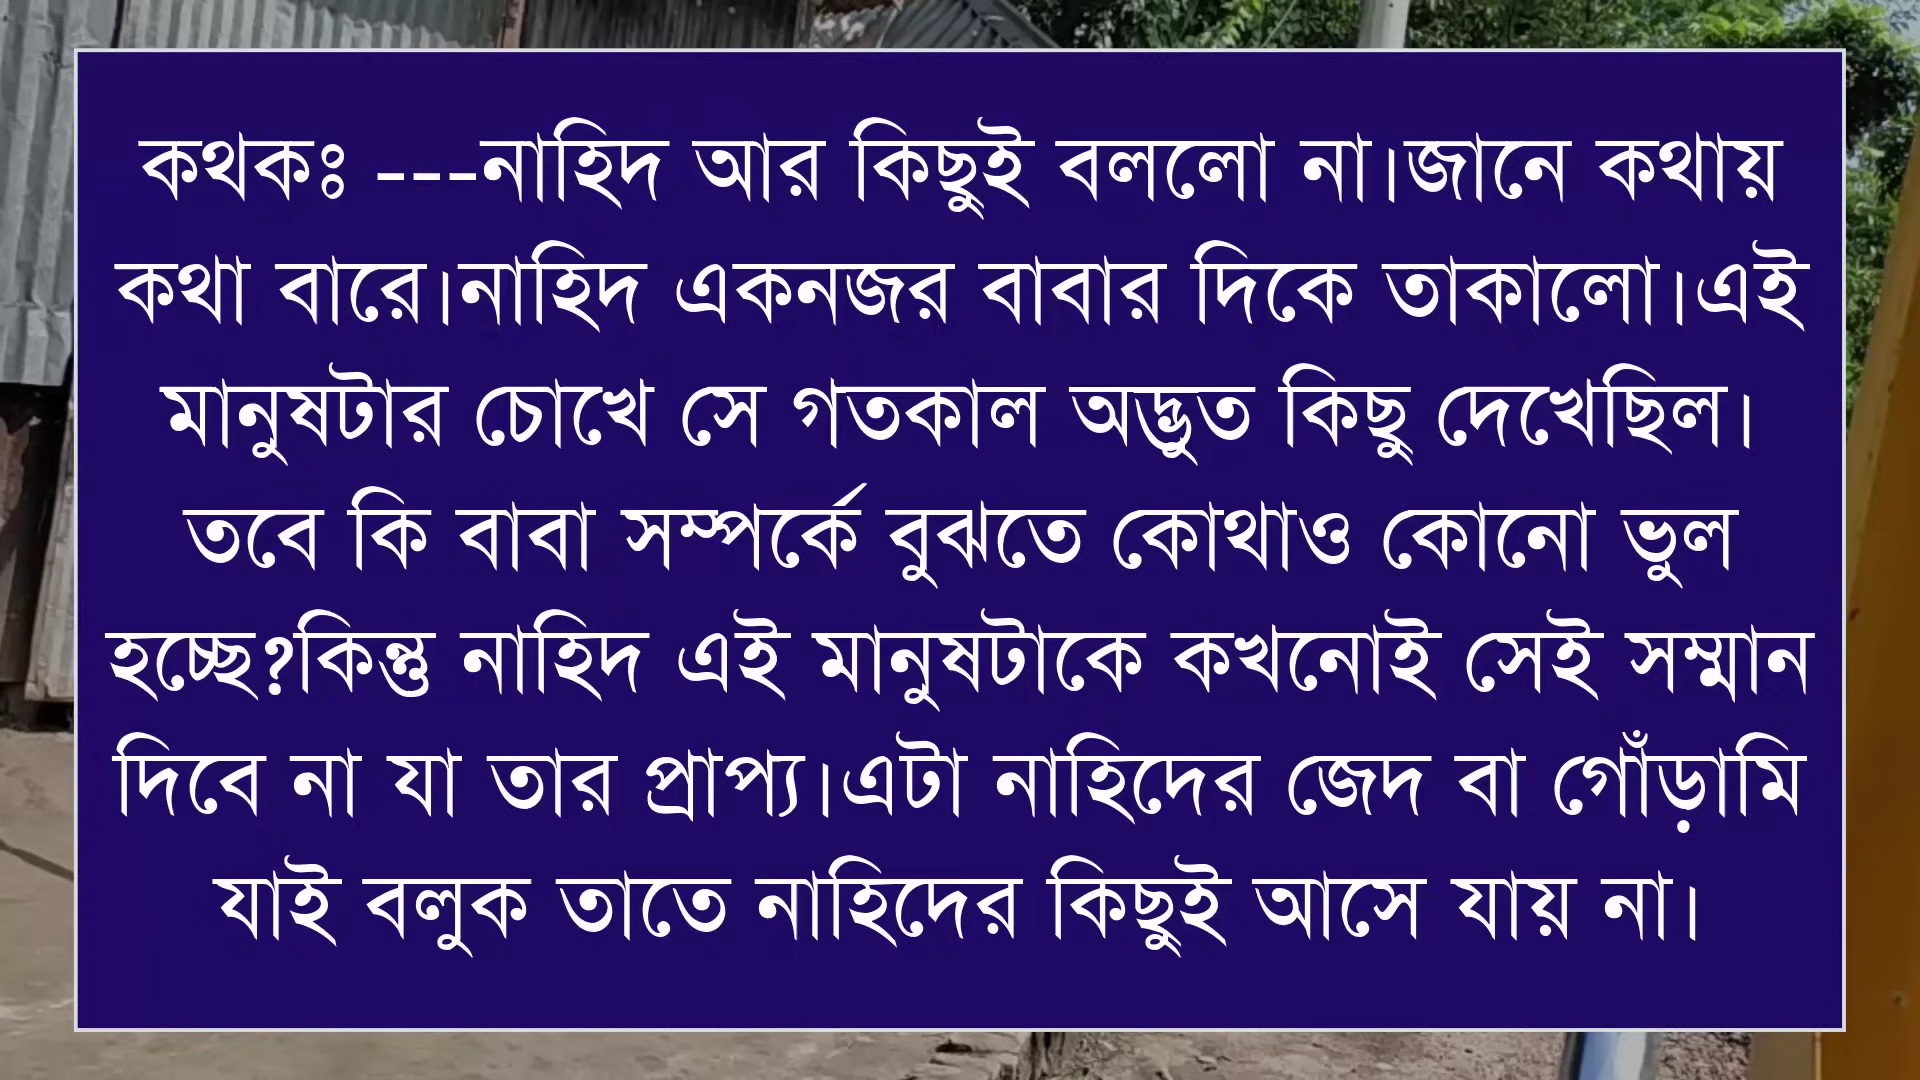 কথকঃ ---নাহিদ আর কিছুই বললো না।জানে কথায়
কথা বারে।নাহিদ একনজর বাবার দিকে তাকালো।এই
মানুষটার চোখে সে গতকাল অদ্ভুত কিছু দেখেছিল।
তবে কি বাবা সম্পর্কে বুঝতে কোথাও কোনো ভুল
হচ্ছে?কিন্তু নাহিদ এই মানুষটাকে কখনোই সেই সম্মান
দিবে না যা তার প্রাপ্য।এটা নাহিদের জেদ বা গোঁড়ামি
যাই বলুক তাতে নাহিদের কিছুই আসে যায় না।